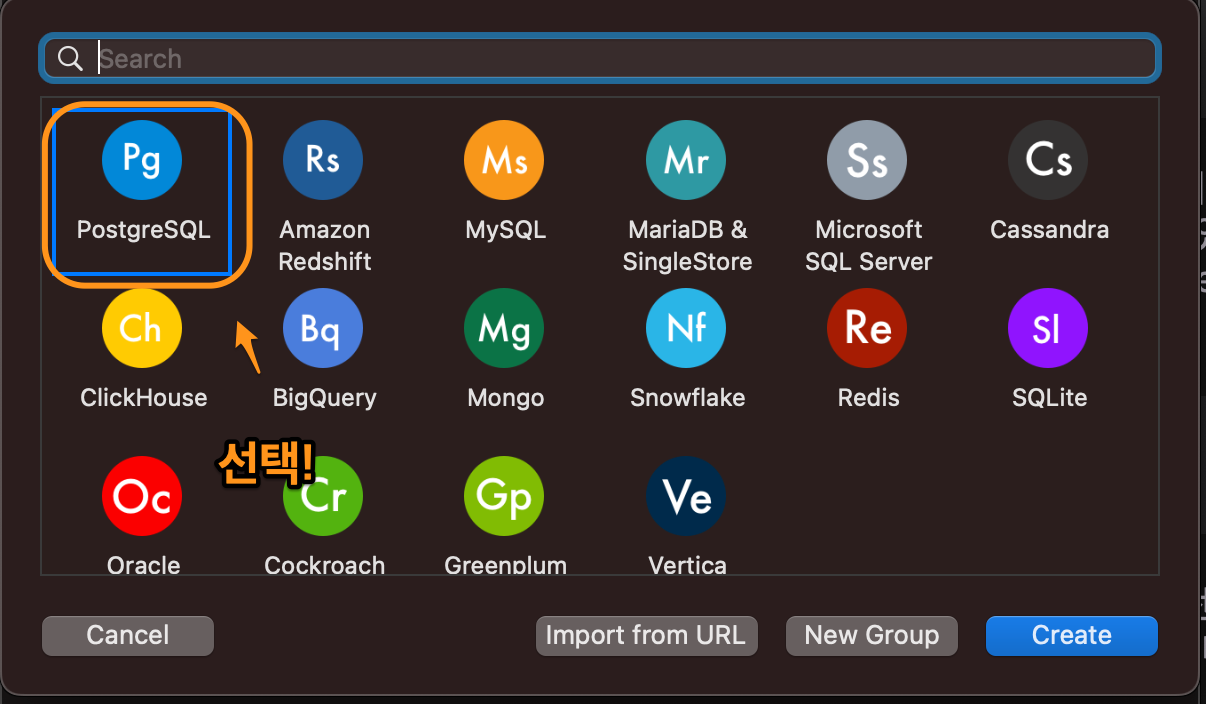 Search
Pg
Rs
Ms
Mr
Ss
Cs
PostgreSQL
Amazon
Redshift
MySQL
MariaDB &
SingleStore
Microsoft
SQL Server
Cassandra
Ch
Bq
Mg
Nf
Re
Sl
ClickHouse
BigQuery
Mongo
Snowflake
Redis
SQLite
선택!
Oc
Cr
Gp
Ve
Oracle
Cockroach
Greenplum
Vertica
Cancel
Import from URL
New Group
Create